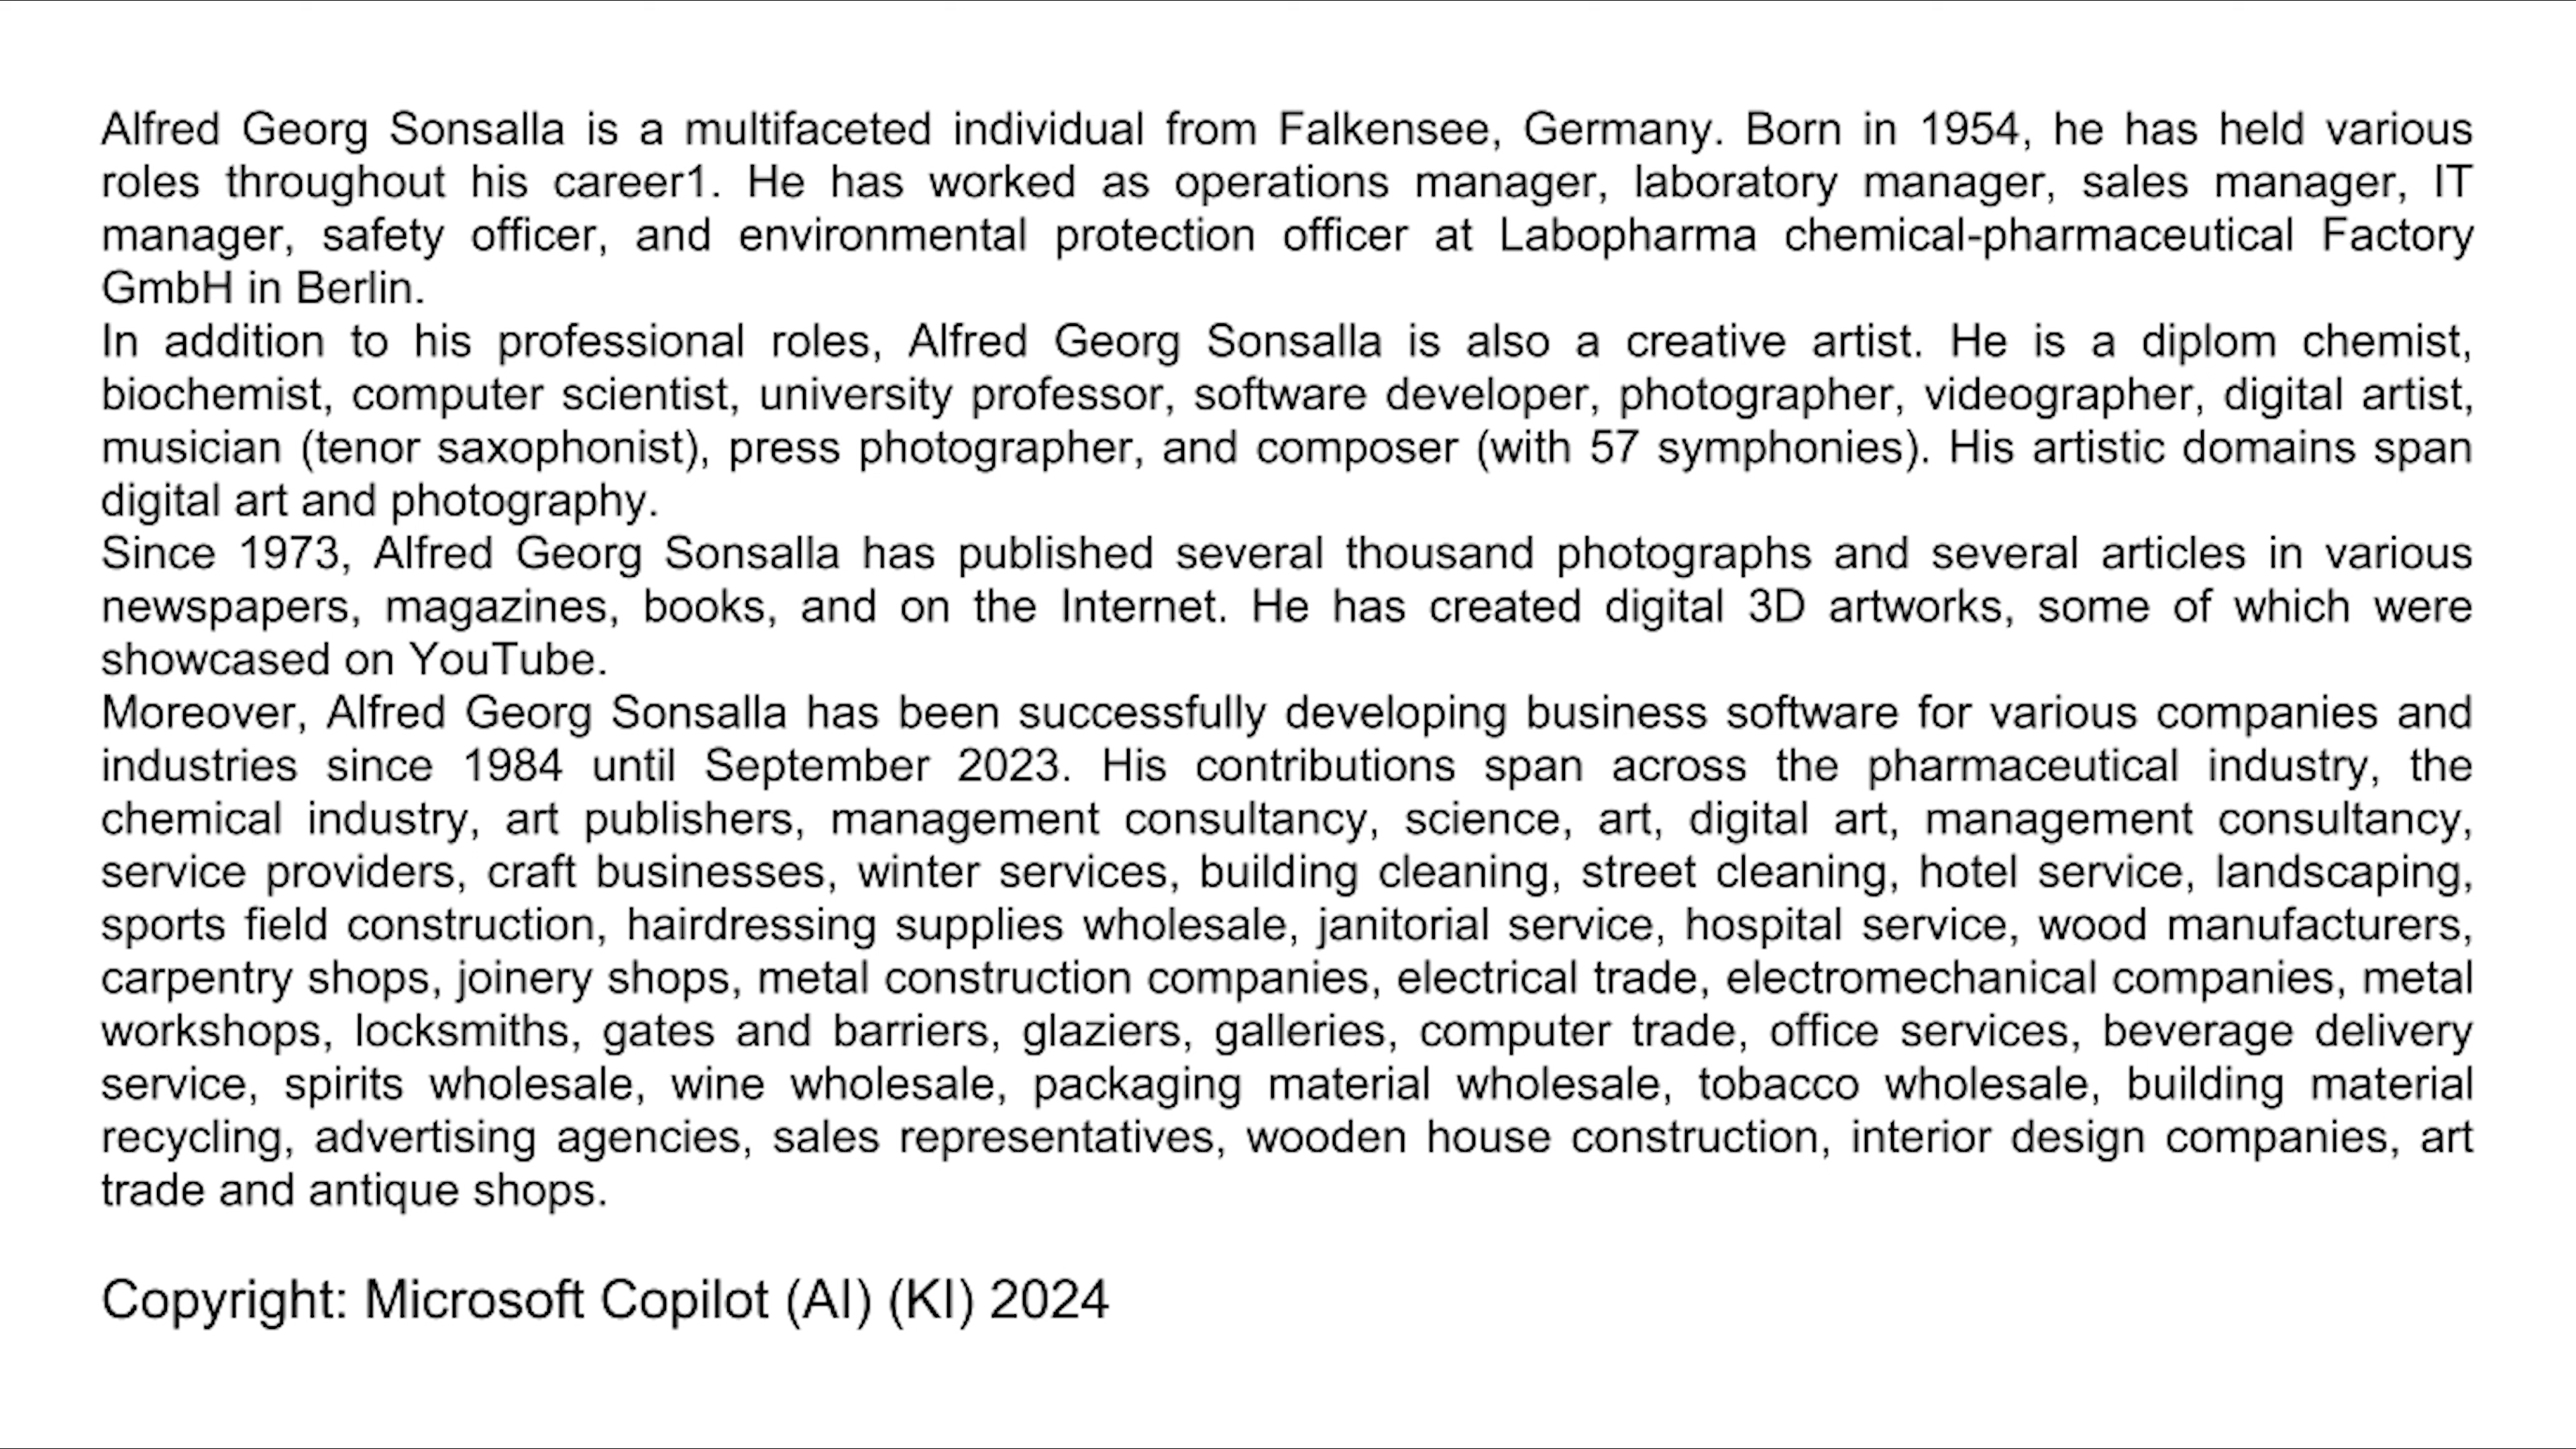 Alfred Georg Sonsalla is a multifaceted individual from Falkensee, Germany. Born in 1954, he has held various
roles throughout his career1. He has worked as operations manager, laboratory manager, sales manager, IT
manager, safety officer, and environmental protection officer at Labopharma chemical-pharmaceutical Factory
GmbH in Berlin.
In addition to his professional roles, Alfred Georg Sonsalla is also a creative artist. He is a diplom chemist,
biochemist, computer scientist, university professor, software developer, photographer, videographer, digital artist,
musician (tenor saxophonist), press photographer, and composer (with 57 symphonies). His artistic domains span
digital art and photography.
Since 1973, Alfred Georg Sonsalla has published several thousand photographs and several articles in various
newspapers, magazines, books, and on the Internet. He has created digital 3D artworks, some of which were
showcased on YouTube.
Moreover, Alfred Georg Sonsalla has been successfully developing business software for various companies and
industries since 1984 until September 2023. His contributions span across the pharmaceutical industry, the
chemical industry, art publishers, management consultancy, science, art, digital art, management consultancy,
service providers, craft businesses, winter services, building cleaning, street cleaning, hotel service, landscaping,
sports field construction, hairdressing supplies wholesale, janitorial service, hospital service, wood manufacturers,
carpentry shops, joinery shops, metal construction companies, electrical trade, electromechanical companies, metal
workshops, locksmiths, gates and barriers, glaziers, galleries, computer trade, office services, beverage delivery
service, spirits wholesale, wine wholesale, packaging material wholesale, tobacco wholesale, building material
recycling, advertising agencies, sales representatives, wooden house construction, interior design companies, art
trade and antique shops.
Copyright: Microsoft Copilot (AI) (KI) 2024